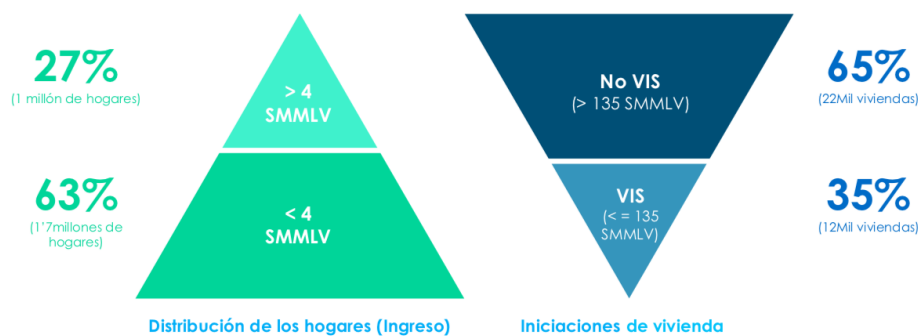 27%
(1 millón de hogares)
63%
(1'7millones de
hogares)
> 4
SMMLV
< 4
SMMLV
Distribución de los hogares (Ingreso)
No VIS
(> 135 SMMLV)
VIS
(< = 135
SMMLV)
Iniciaciones de vivienda
65%
(22Mil viviendas)
35%
(12Mil viviendas)